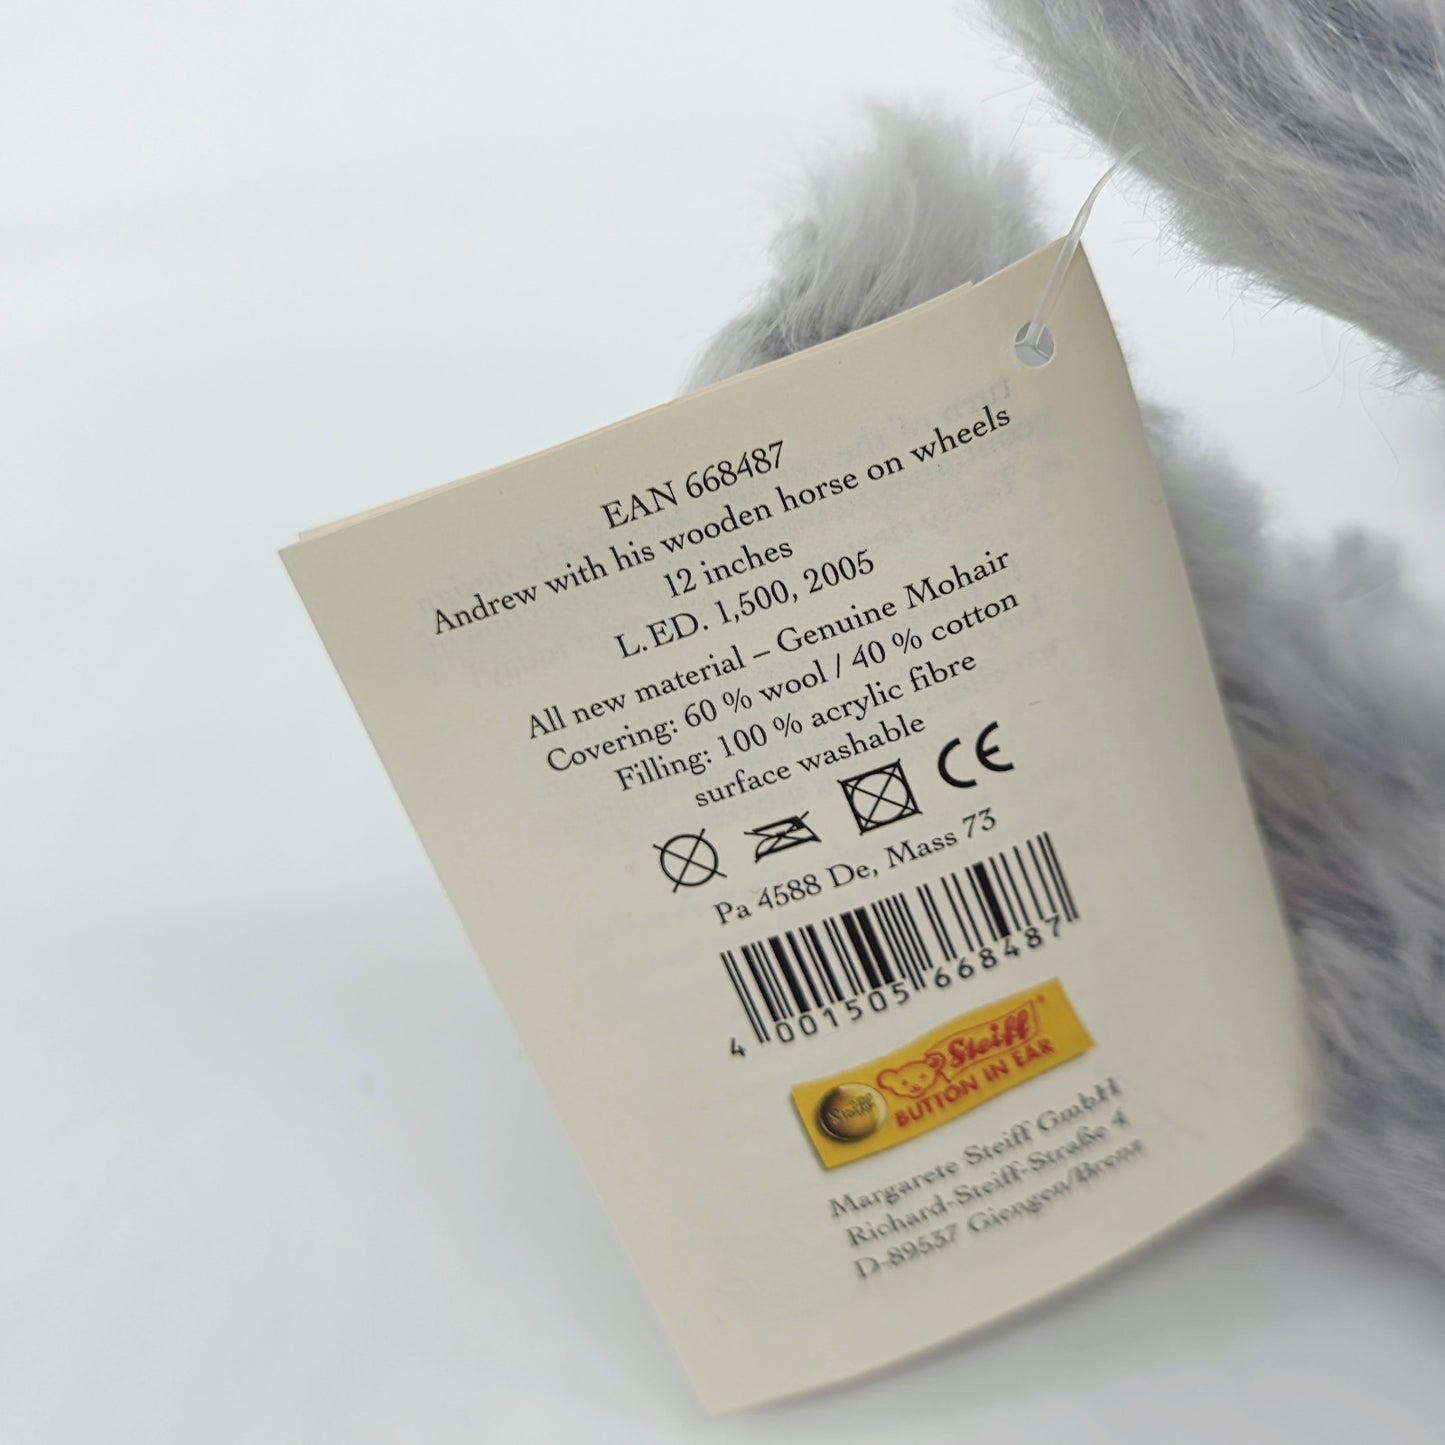 EAN 668487
Andrew with his wooden horse on wheels
12 inches
L.ED. 1,500, 2005
All new material – Genuine Mohair
Covering: 60 % wool / 40 % cotton
Filling: 100 % acrylic fibre
surface washable
CE
Pa 4588 De, Mass 73
4 001505 668487
Steiff®
BUTTON IN EAR
Margarete Steiff GmbH
Richard-Steiff-Straße 4
D-89537 Giengen/Brenz